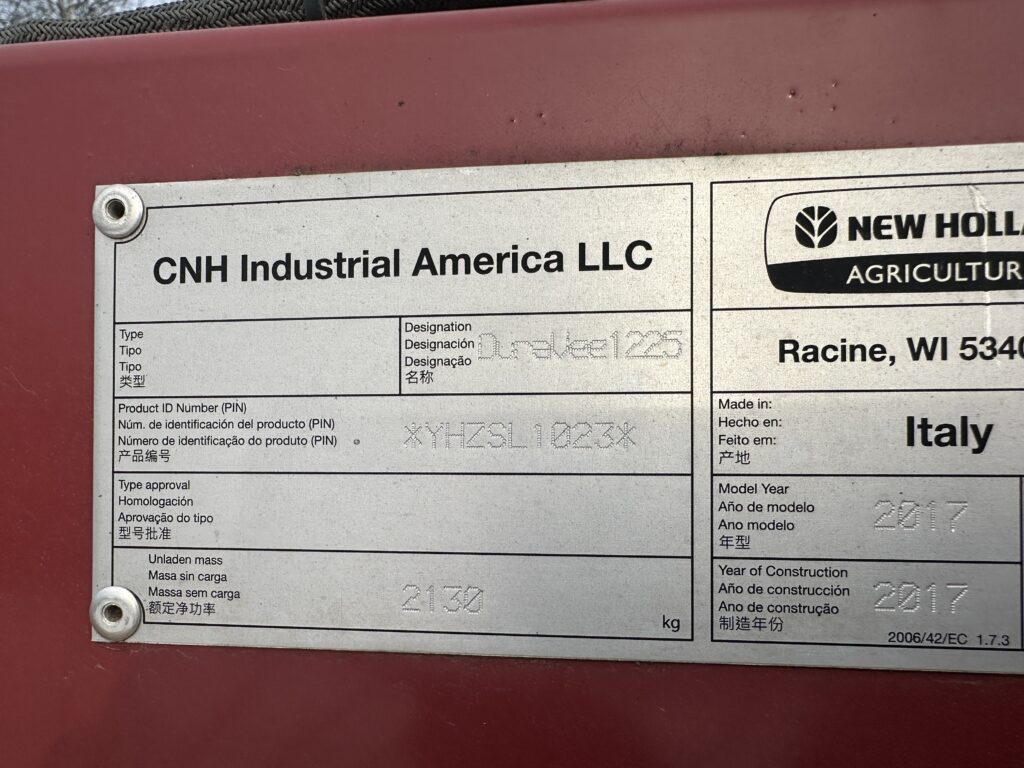 CNH Industrial America LLC
Type
Tipo
Tipo
类型
Designation
Designación
Designação
名称
DuraVee1225
Product ID Number (PIN)
Núm. de identificación del producto (PIN)
Número de identificação do produto (PIN)
产品编号
*YHZSL1023*
Type approval
Homologación
Aprovação do tipo
型号批准
Unladen mass
Masa sin carga
Massa sem carga
额定净功率
2130
kg
NEW HOLLA
AGRICULTUR
Racine, WI 5340
Made in:
Hecho en:
Feito em:
产地
Italy
Model Year
Año de modelo
Ano modelo
年型
2017
Year of Construction
Año de construcción
Ano de construção
制造年份
2017
2006/42/EC 1.7.3